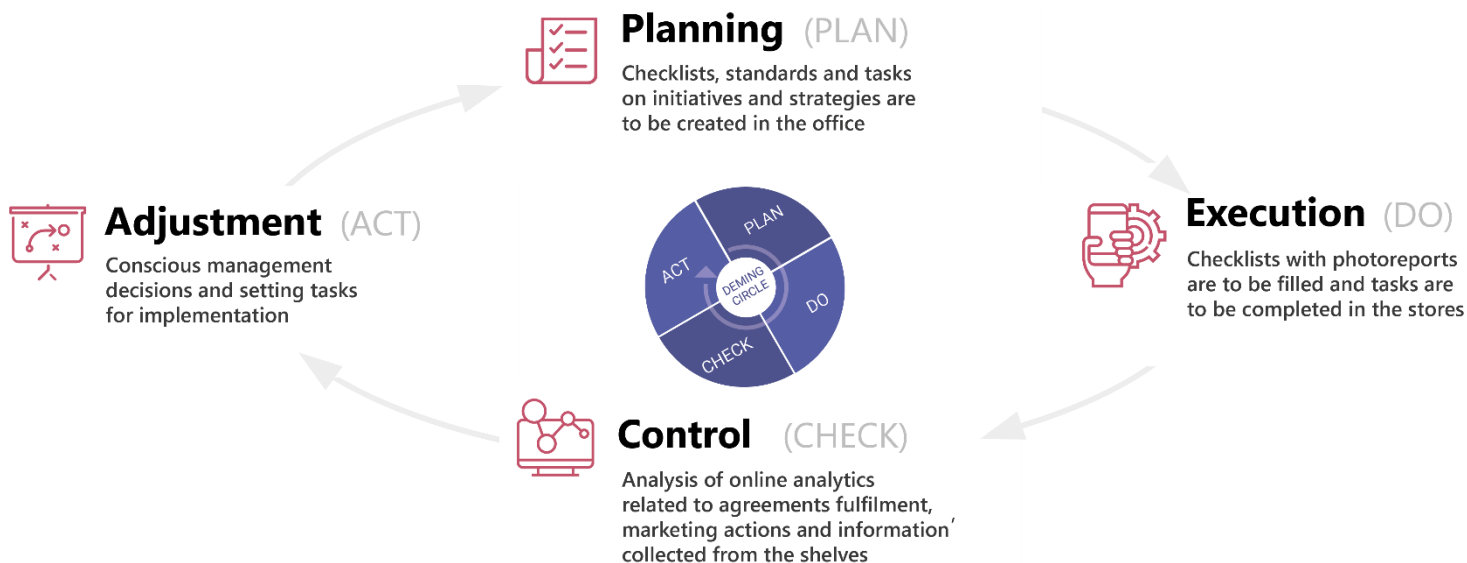 Planning (PLAN)
Checklists, standards and tasks
on initiatives and strategies are
to be created in the office
Adjustment (ACT)
Conscious management
decisions and setting tasks
for implementation
PLAN
ACT
DEMING
CIRCLE
DO
CHECK
Execution (DO)
Checklists with photoreports
are to be filled and tasks are
to be completed in the stores
Control (CHECK)
Analysis of online analytics
related to agreements fulfilment,
marketing actions and information′
collected from the shelves